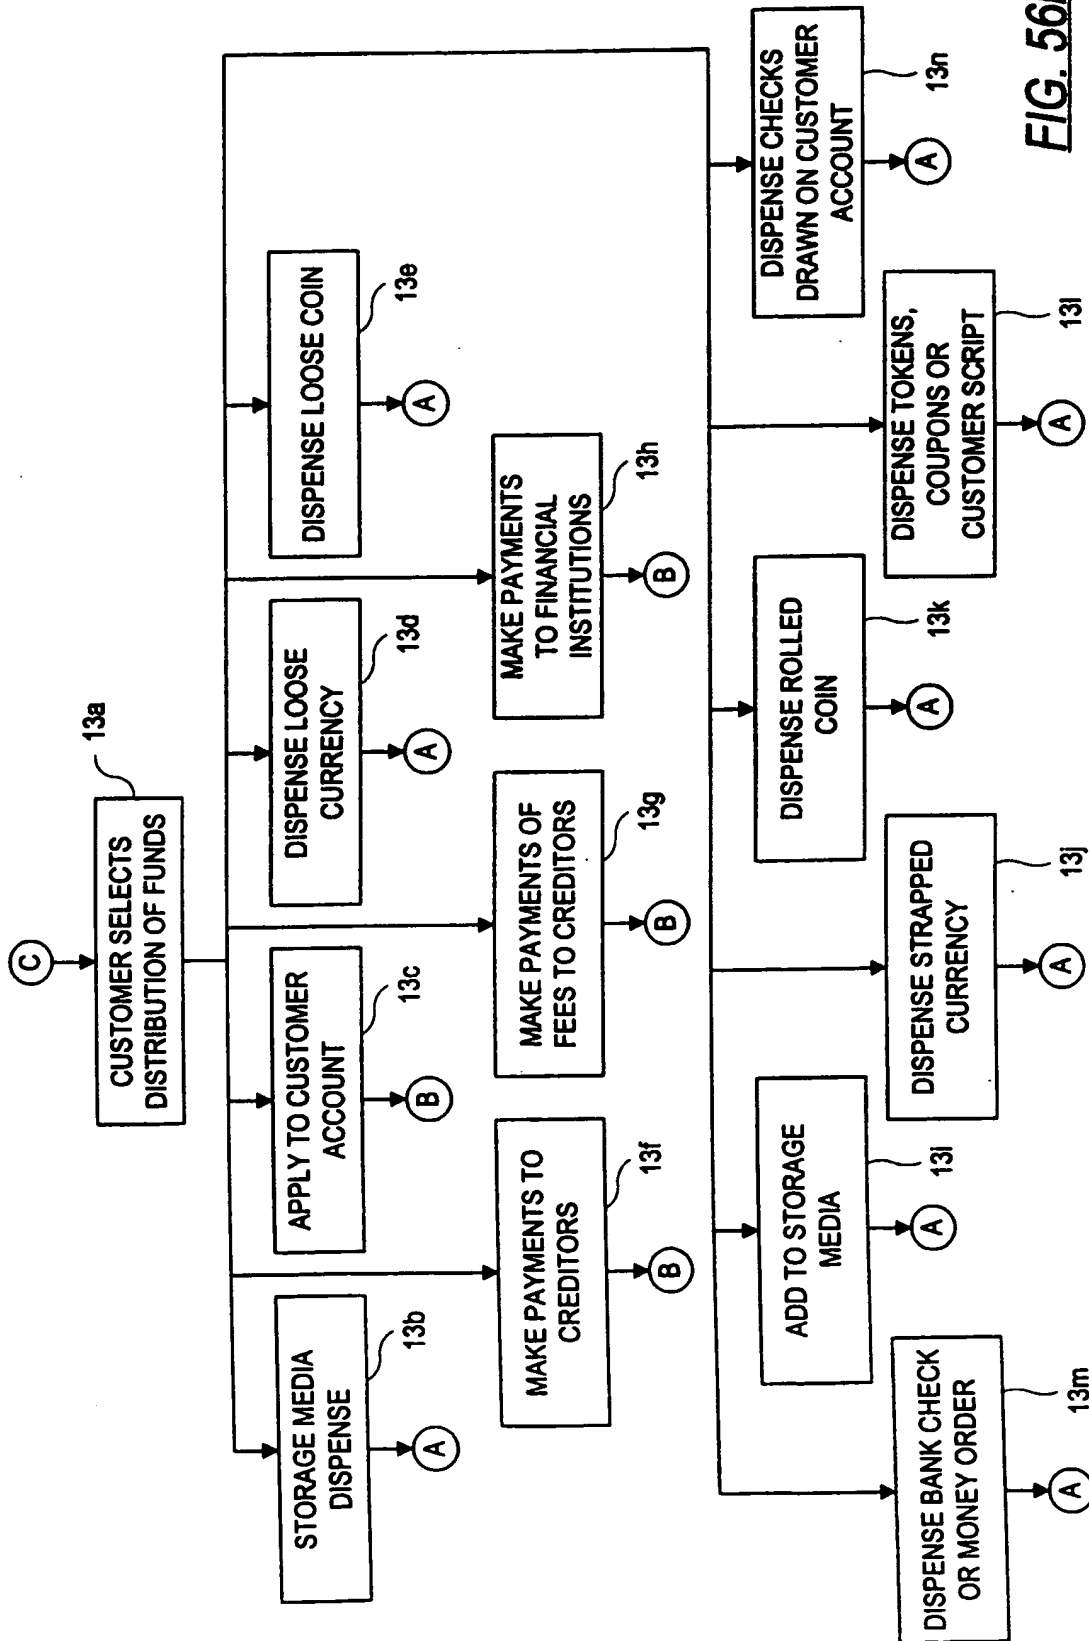 C
CUSTOMER SELECTS
DISTRIBUTION OF FUNDS
13a
STORAGE MEDIA
DISPENSE
13b
A
APPLY TO CUSTOMER
ACCOUNT
13c
B
DISPENSE LOOSE
CURRENCY
13d
A
DISPENSE LOOSE COIN
13e
A
MAKE PAYMENTS TO
CREDITORS
13f
B
MAKE PAYMENTS OF
FEES TO CREDITORS
13g
B
MAKE PAYMENTS
TO FINANCIAL
INSTITUTIONS
13h
B
ADD TO STORAGE
MEDIA
13i
A
DISPENSE ROLLED
COIN
13k
A
DISPENSE CHECKS
DRAWN ON CUSTOMER
ACCOUNT
13n
A
DISPENSE BANK CHECK
OR MONEY ORDER
13m
A
DISPENSE STRAPPED
CURRENCY
13j
A
DISPENSE TOKENS,
COUPONS OR
CUSTOMER SCRIPT
13l
A
FIG.